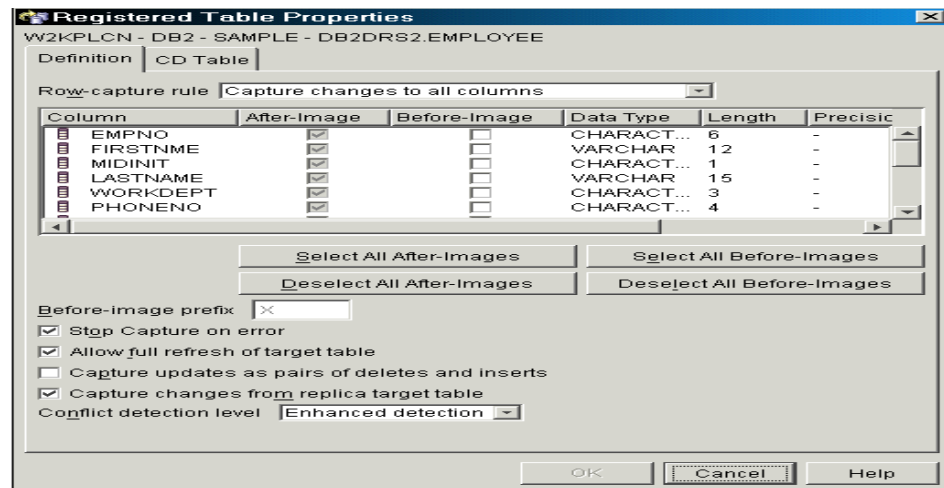 Registered Table Properties
W2KPLCN - DB2 - SAMPLE - DB2DRS2.EMPLOYEE
Definition CD Table
Row-capture rule Capture changes to all columns
Column After-Image Before-Image Data Type Length Precisic
EMPNO CHARACT... 6 -
FIRSTNME VARCHAR 12 -
MIDINIT CHARACT... 1 -
LASTNAME VARCHAR 15 -
WORKDEPT CHARACT... 3 -
PHONENO CHARACT... 4 -
Select All After-Images Select All Before-Images
Deselect All After-Images Deselect All Before-Images
Before-image prefix X
Stop Capture on error
Allow full refresh of target table
Capture updates as pairs of deletes and inserts
Capture changes from replica target table
Conflict detection level Enhanced detection
OK Cancel Help